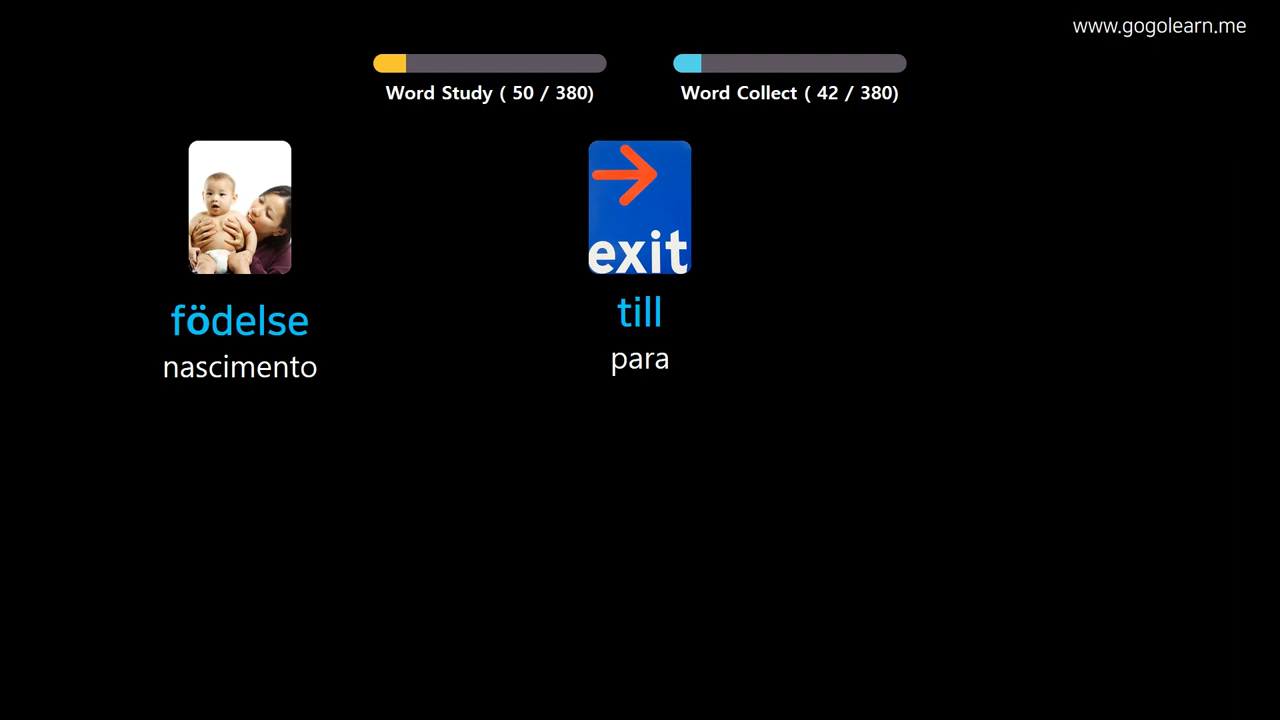 www.gogolearn.me
Word Study ( 50 / 380)
Word Collect ( 42 / 380)
exit
födelse
nascimento
till
para